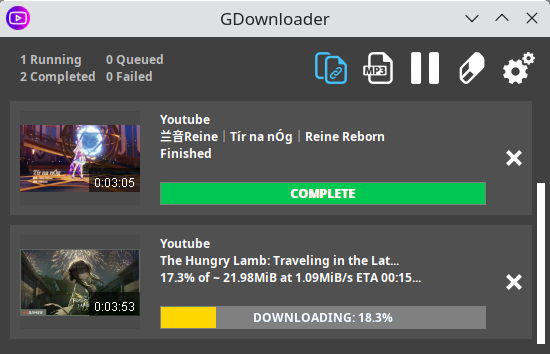 GDownloader
1 Running 0 Queued
2 Completed 0 Failed
MP3
Youtube
兰音Reine｜Tír na nÓg｜Reine Reborn
Finished
Tír na nÓg
0:03:05
COMPLETE
Youtube
The Hungry Lamb: Traveling in the Lat...
17.3% of ~ 21.98MiB at 1.09MiB/s ETA 00:15...
0:03:53
DOWNLOADING: 18.3%